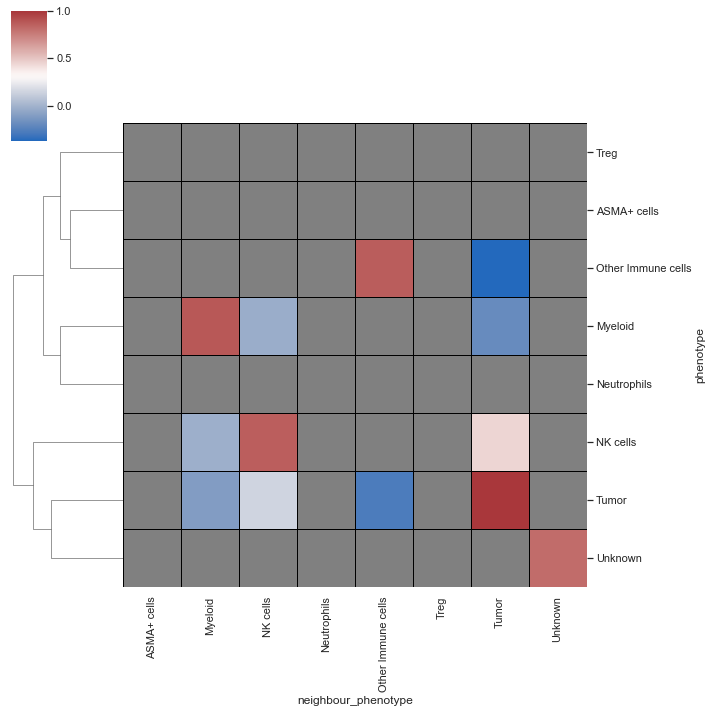 1.0
0.5
0.0
Treg
ASMA+ cells
Other Immune cells
Myeloid
Neutrophils
NK cells
Tumor
Unknown
phenotype
ASMA+ cells
Myeloid
NK cells
Neutrophils
Other Immune cells
Treg
Tumor
Unknown
neighbour_phenotype